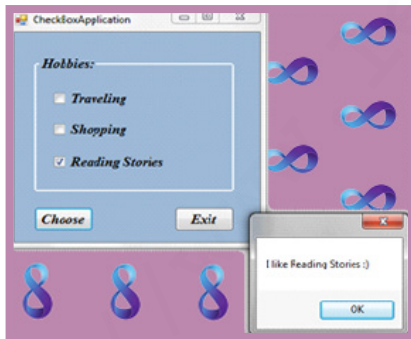 CheckBoxApplication
Hobbies:
Traveling
Shopping
Reading Stories
Choose
Exit
I like Reading Stories :)
OK